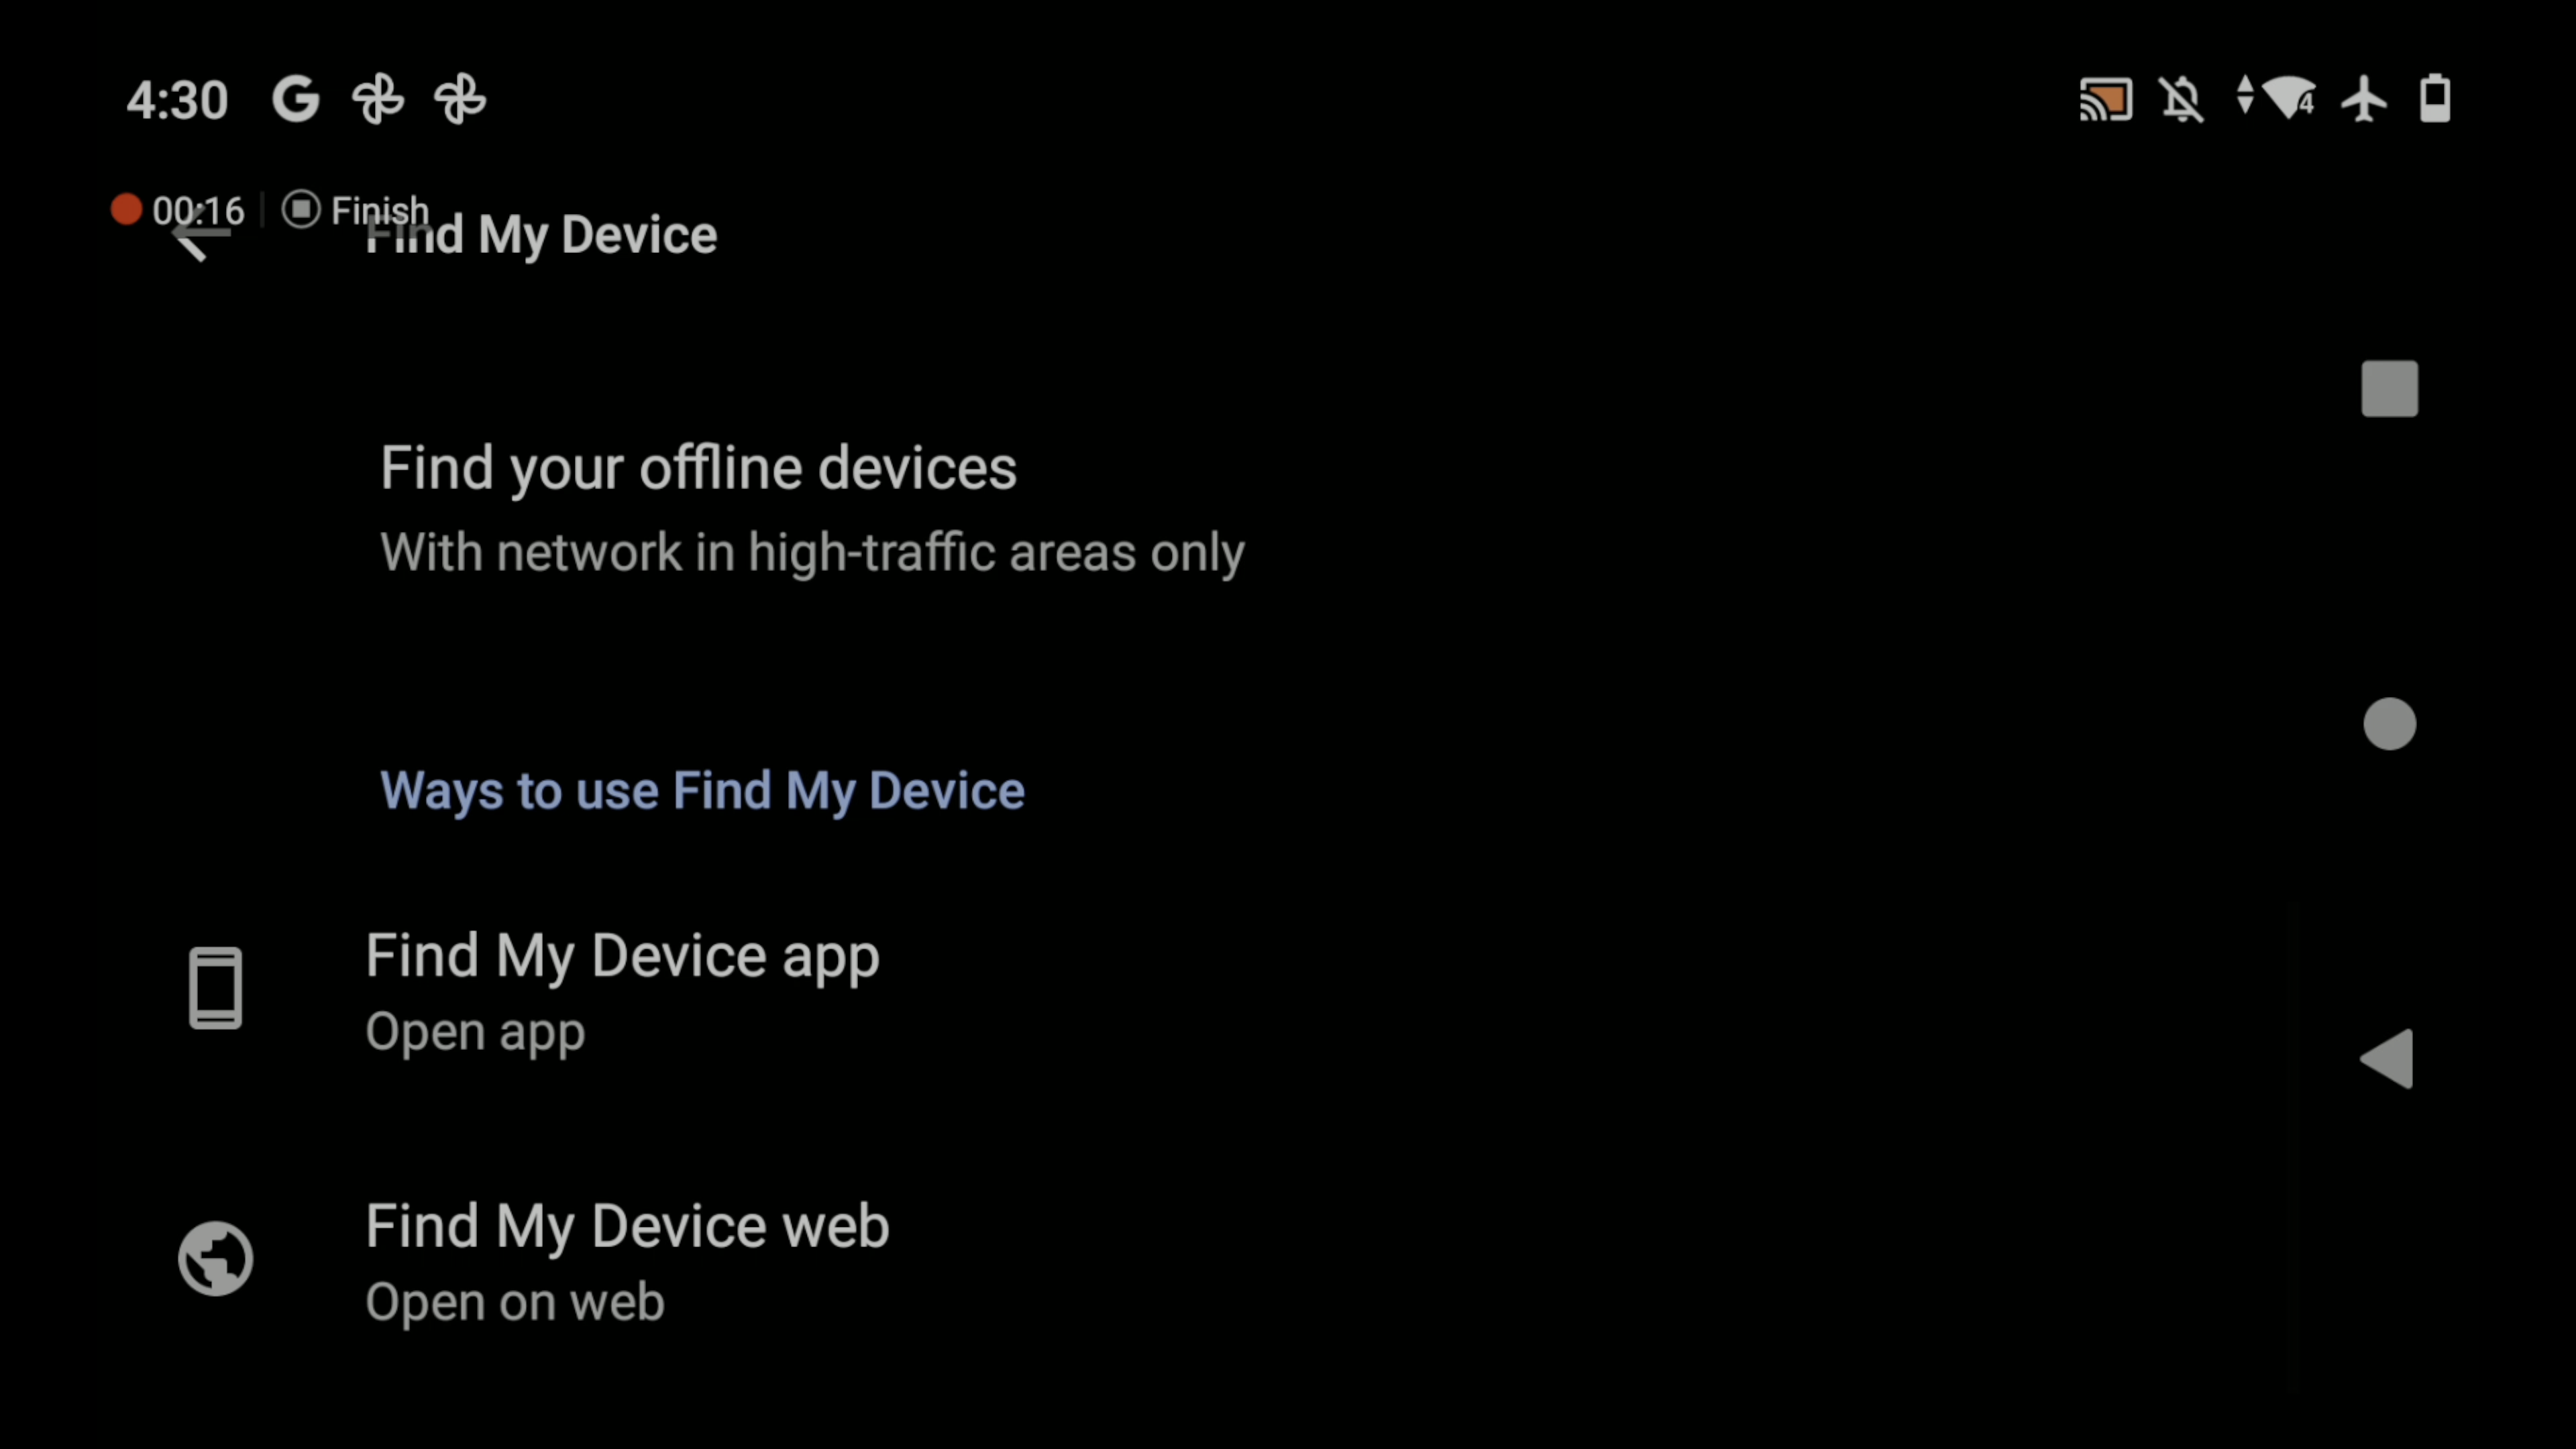 4:30
00:16 Finish
Find My Device
Find your offline devices
With network in high-traffic areas only
Ways to use Find My Device
Find My Device app
Open app
Find My Device web
Open on web